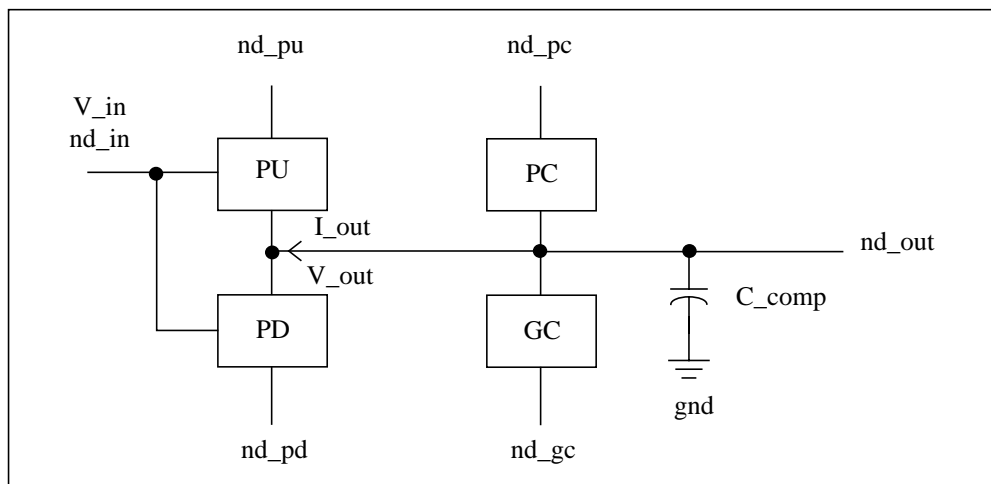 nd_pu
nd_pc
V_in
nd_in
PU
PC
I_out
nd_out
V_out
C_comp
PD
GC
gnd
nd_pd
nd_gc